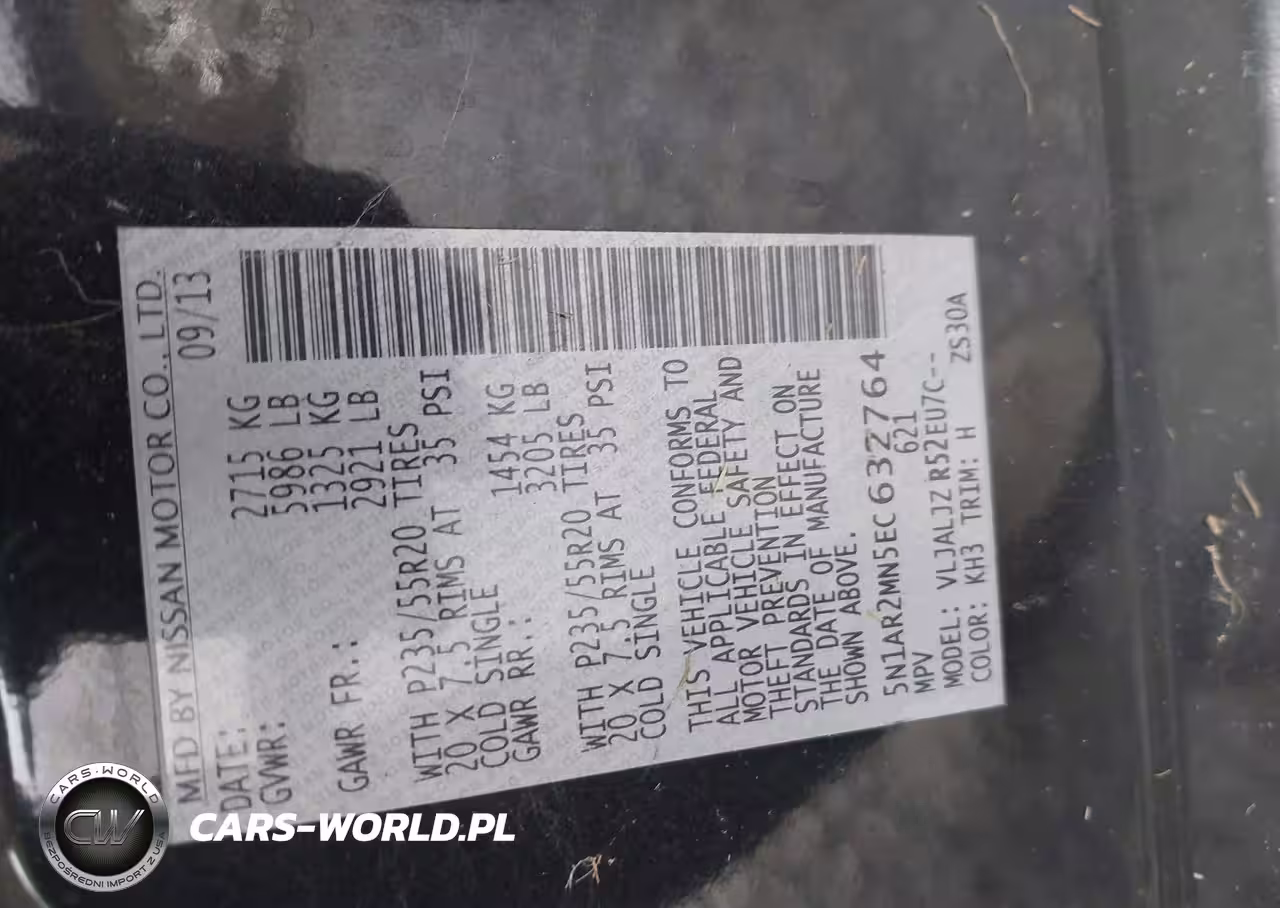 MFD BY NISSAN MOTOR CO., LTD.
DATE: 09/13
GVWR: 2715 KG
5986 LB
GAWR FR.: 1325 KG
2921 LB
WITH P235/55R20 TIRES
20 X 7.5 RIMS AT 35 PSI
COLD SINGLE
GAWR RR.: 1454 KG
3205 LB
WITH P235/55R20 TIRES
20 X 7.5 RIMS AT 35 PSI
COLD SINGLE
THIS VEHICLE CONFORMS TO
ALL APPLICABLE FEDERAL
MOTOR VEHICLE SAFETY AND
THEFT PREVENTION
STANDARDS IN EFFECT ON
THE DATE OF MANUFACTURE
SHOWN ABOVE.
5N1AR2MN5EC632764
MPV 621
MODEL: VLJALJZ R52EU7C--
COLOR: KH3 TRIM: H ZS30A
CARS-WORLD
CW
BEZPOŚREDNI IMPORT Z USA
CARS-WORLD.PL